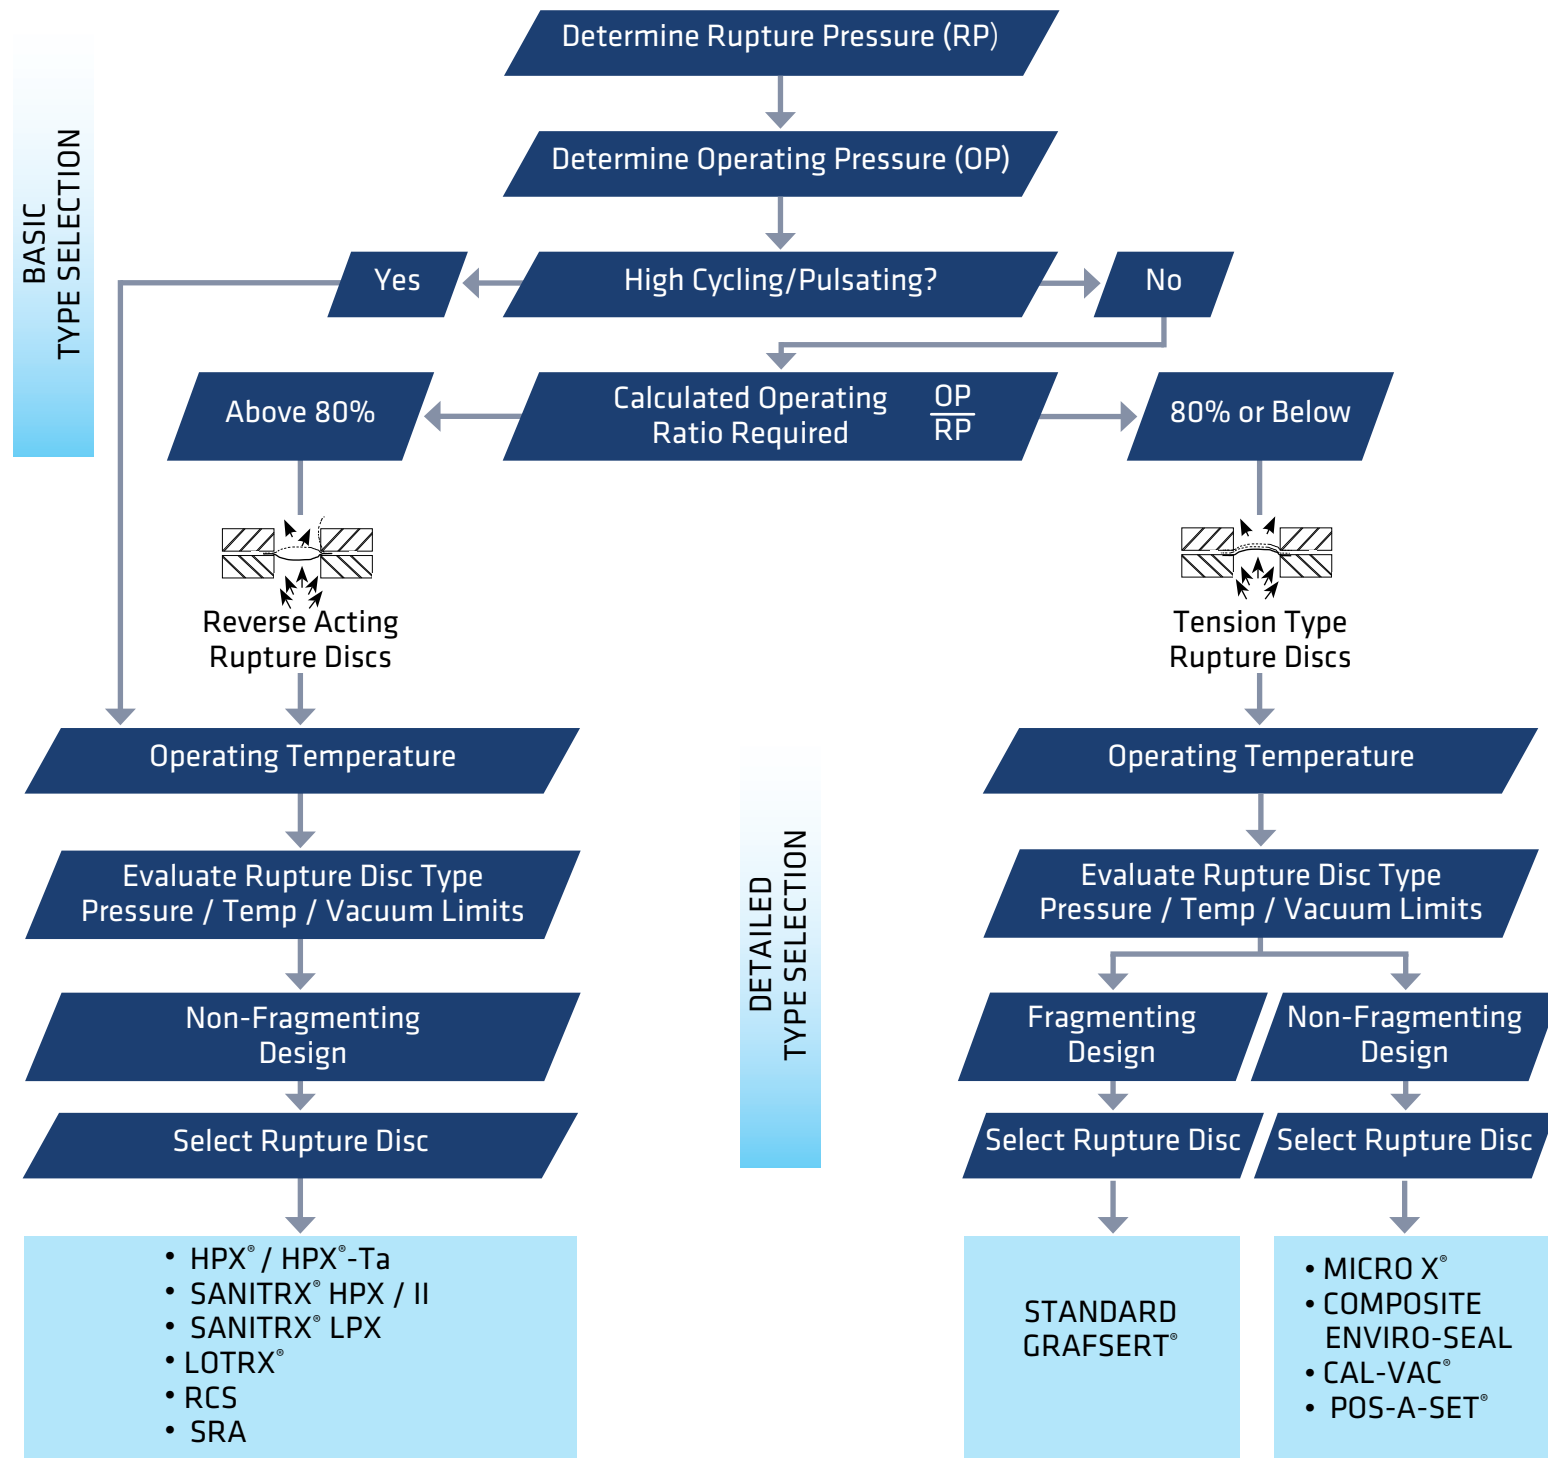 Determine Rupture Pressure (RP)
BASIC
TYPE SELECTION
Determine Operating Pressure (OP)
Yes
High Cycling/Pulsating?
No
Above 80%
Calculated Operating
Ratio Required
OP
RP
80% or Below
Reverse Acting
Rupture Discs
Tension Type
Rupture Discs
Operating Temperature
Evaluate Rupture Disc Type
Pressure / Temp / Vacuum Limits
Non-Fragmenting
Design
Select Rupture Disc
• HPX® / HPX®-Ta
• SANITRX® HPX / II
• SANITRX® LPX
• LOTRX®
• RCS
• SRA
DETAILED
TYPE SELECTION
Operating Temperature
Evaluate Rupture Disc Type
Pressure / Temp / Vacuum Limits
Fragmenting
Design
Select Rupture Disc
STANDARD
GRAFSERT®
Non-Fragmenting
Design
Select Rupture Disc
• MICRO X®
• COMPOSITE
ENVIRO-SEAL
• CAL-VAC®
• POS-A-SET®